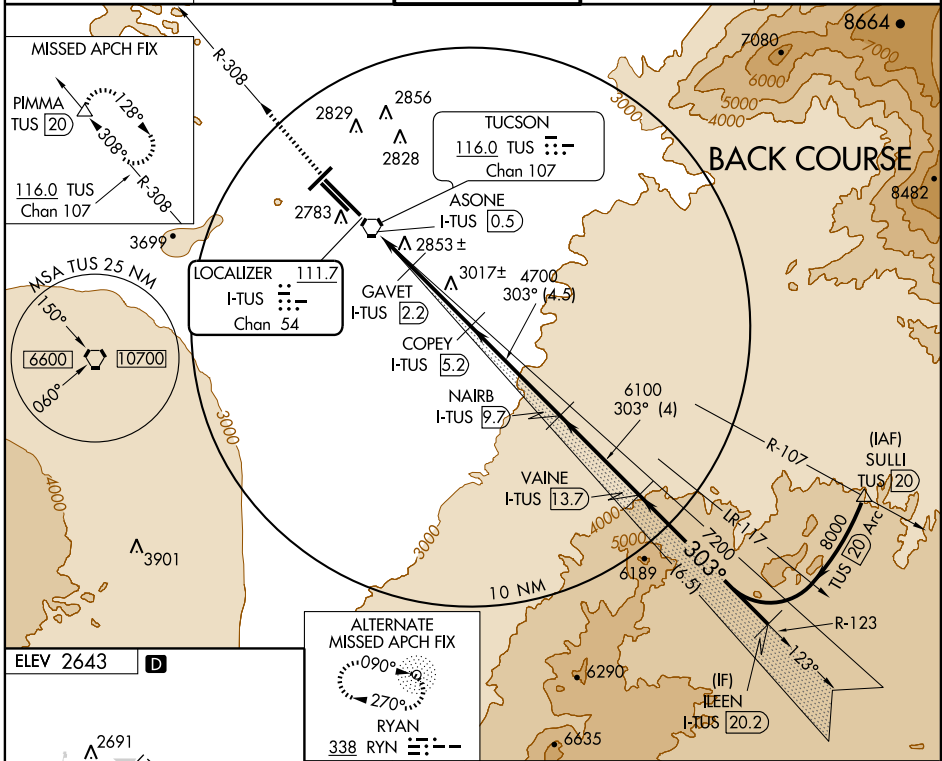 MISSED APCH FIX
PIMMA
TUS 20
128°
308°
116.0 TUS
Chan 107
R-308
R-308
2829
2856
2828
2783
TUCSON
116.0 TUS
Chan 107
8664
7080
7000
6000
5000
4000
3000
BACK COURSE
8482
ASONE
I-TUS 0.5
2853 ±
3699
LOCALIZER 111.7
I-TUS
Chan 54
3017±
4700
303° (4.5)
GAVET
I-TUS 2.2
COPEY
I-TUS 5.2
MSA TUS 25 NM
150°
6600
10700
060°
3000
NAIRB
I-TUS 9.7
6100
303° (4)
R-107
(IAF)
SULLI
TUS 20
VAINE
I-TUS 13.7
LR-117
7200
303°
(6.5)
8000
TUS 20 Arc
4000
3901
3000
4000
5000
6189
10 NM
R-123
123°
ALTERNATE
MISSED APCH FIX
090°
270°
RYAN
338 RYN
6290
(IF)
ILEEN
I-TUS 20.2
6635
ELEV 2643
D
2691